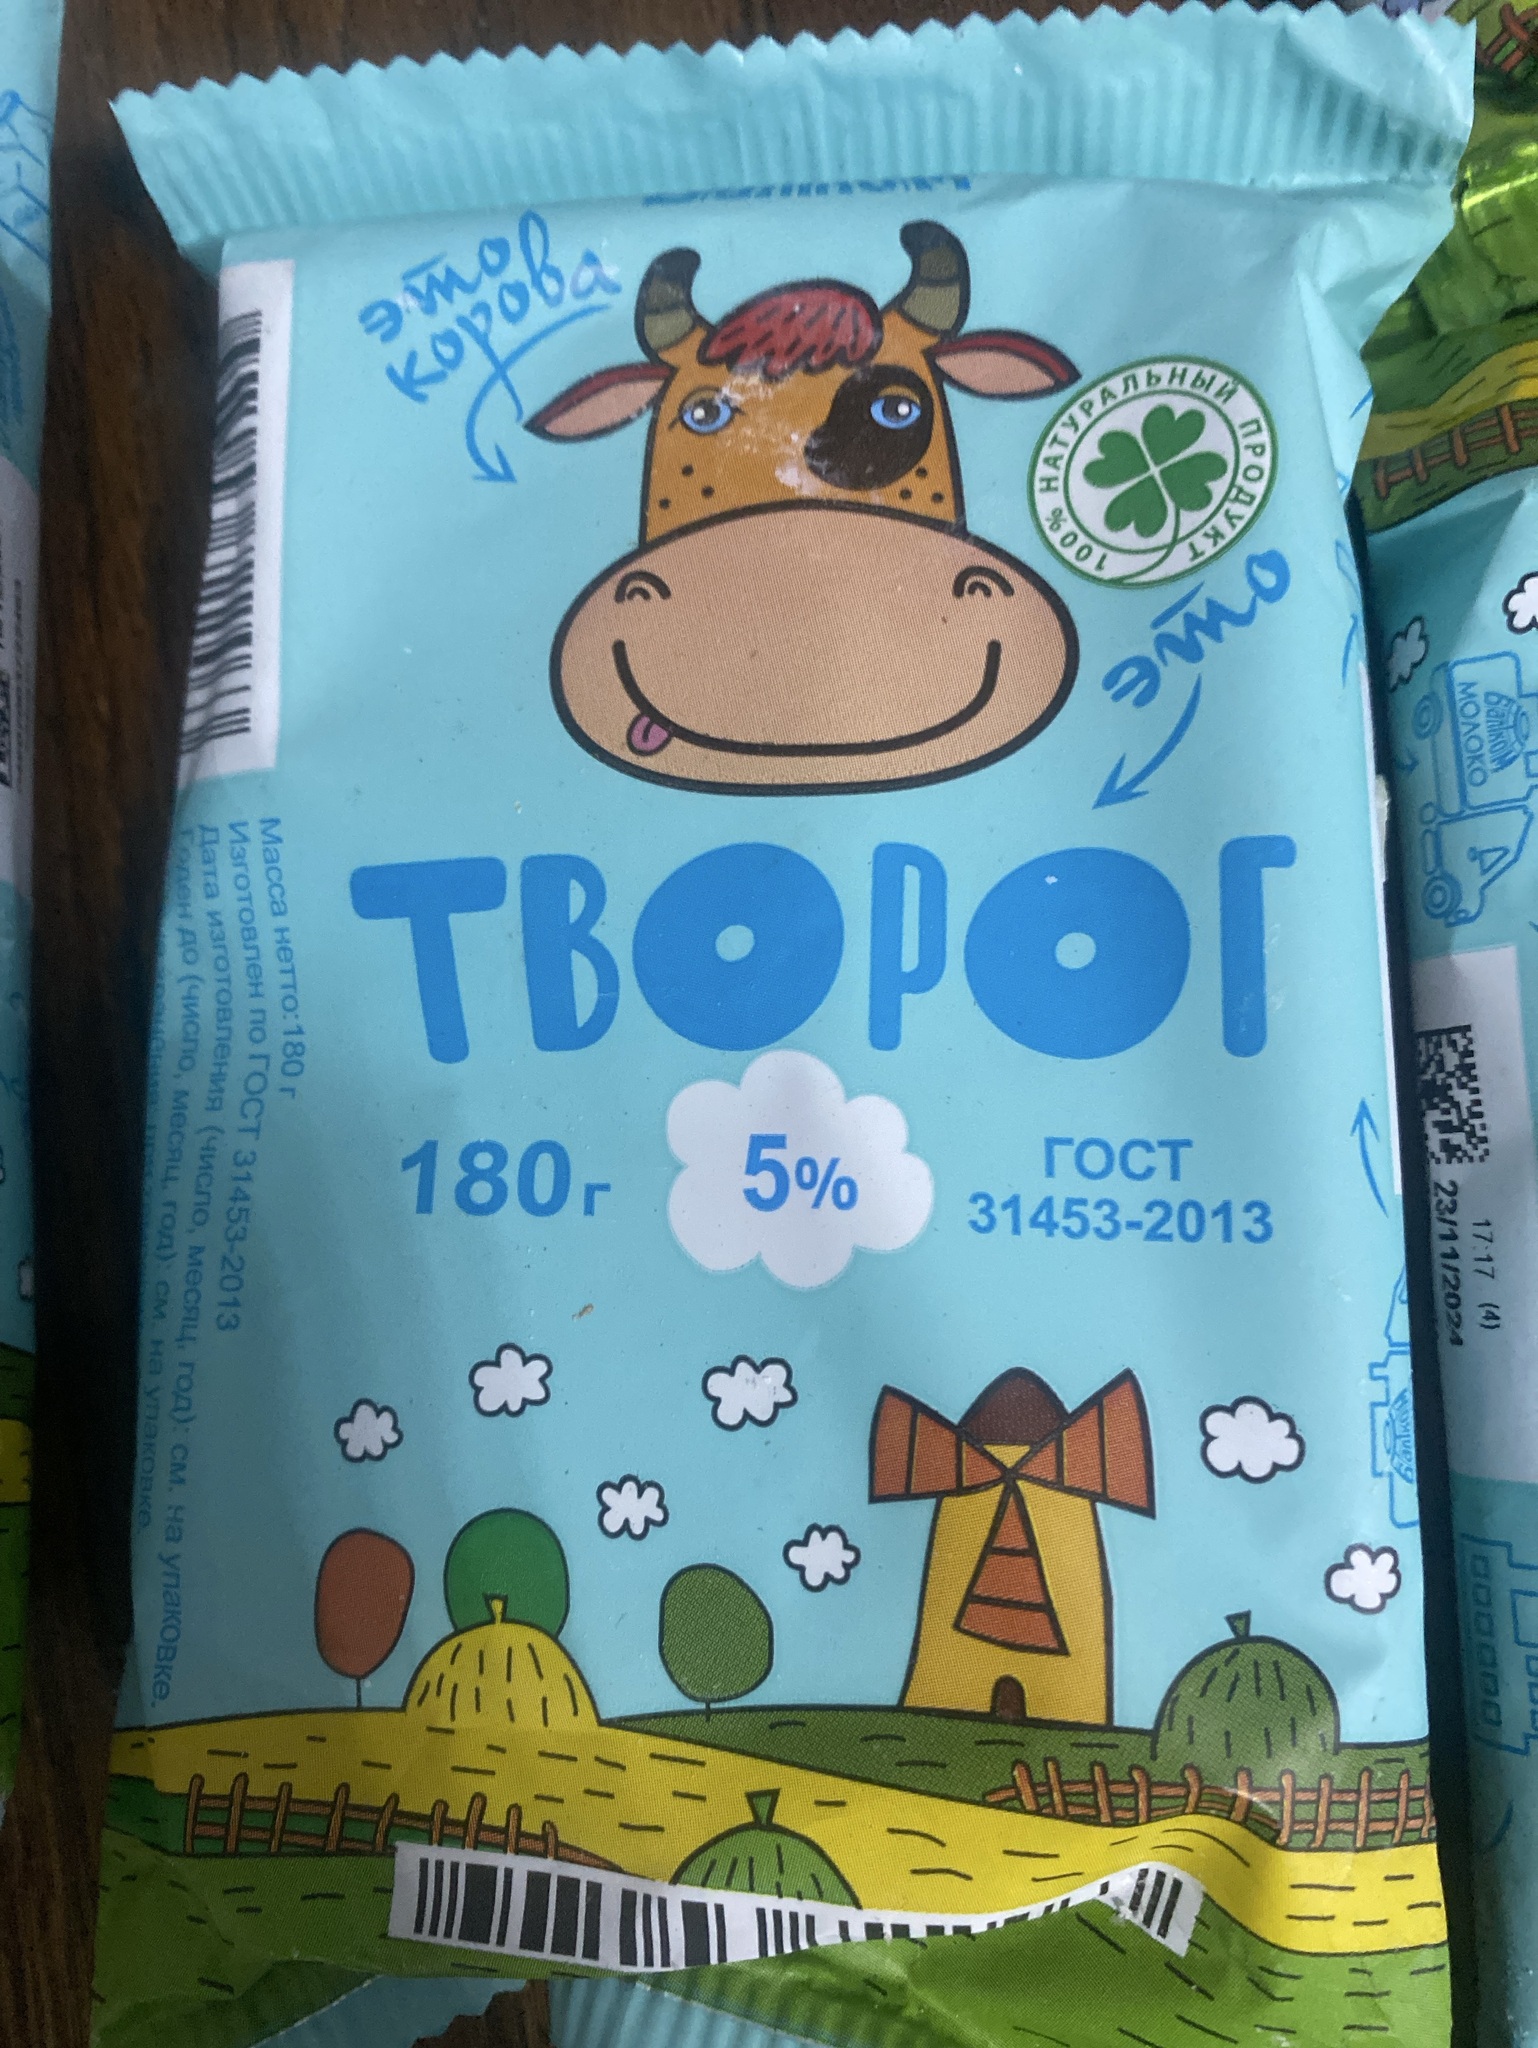 это
корова
100% НАТУРАЛЬНЫЙ ПРОДУКТ
это
ТВОРОГ
180г
5%
ГОСТ
31453-2013
Масса нетто:180 г
Изготовлен по ГОСТ 31453-2013
Дата изготовления (число, месяц, год): см. на упаковке.
Годен до (число, месяц, год): см. на упаковке.
МОЛОКО
17:17 (4)
23/11/2024